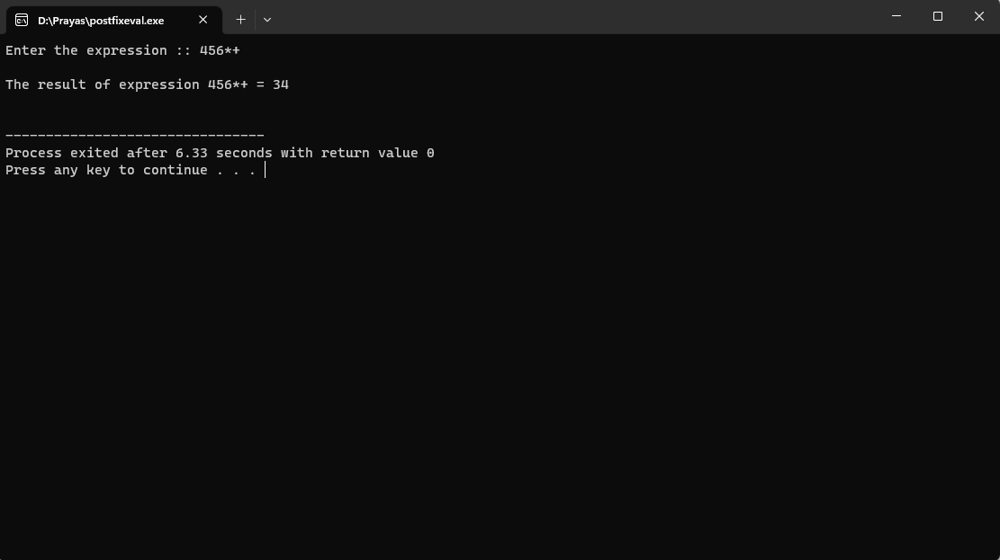 D:\Prayas\postfixeval.exe
Enter the expression :: 456*+
The result of expression 456*+ = 34
--------------------------------
Process exited after 6.33 seconds with return value 0
Press any key to continue . . .